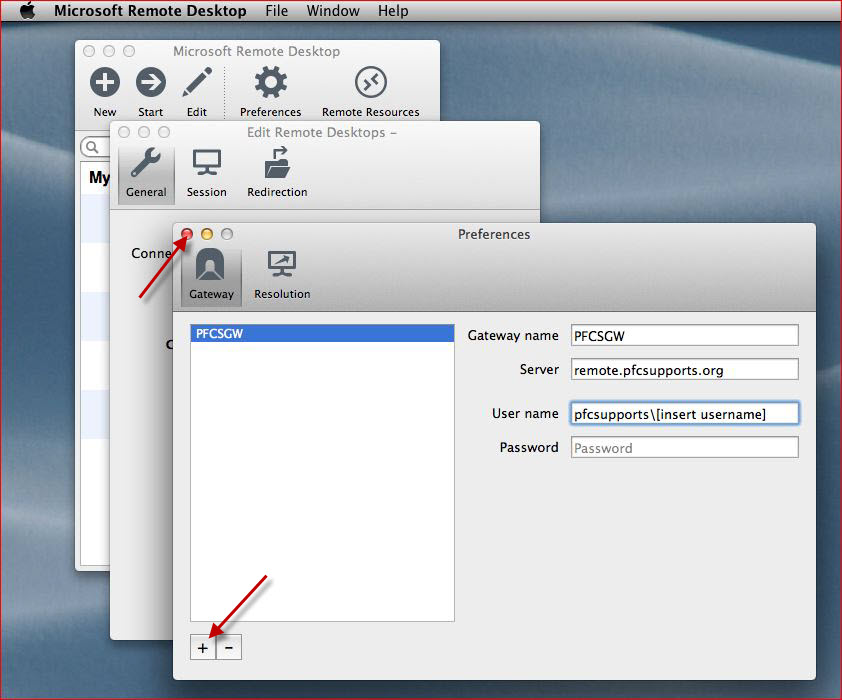 Microsoft Remote Desktop File Window Help
Microsoft Remote Desktop
New Start Edit Preferences Remote Resources
Edit Remote Desktops –
My
General Session Redirection
Preferences
Conne
Gateway Resolution
PFCSGW
Gateway name PFCSGW
Server remote.pfcsupports.org
C
User name pfcsupports\[insert username]
Password Password
+ -